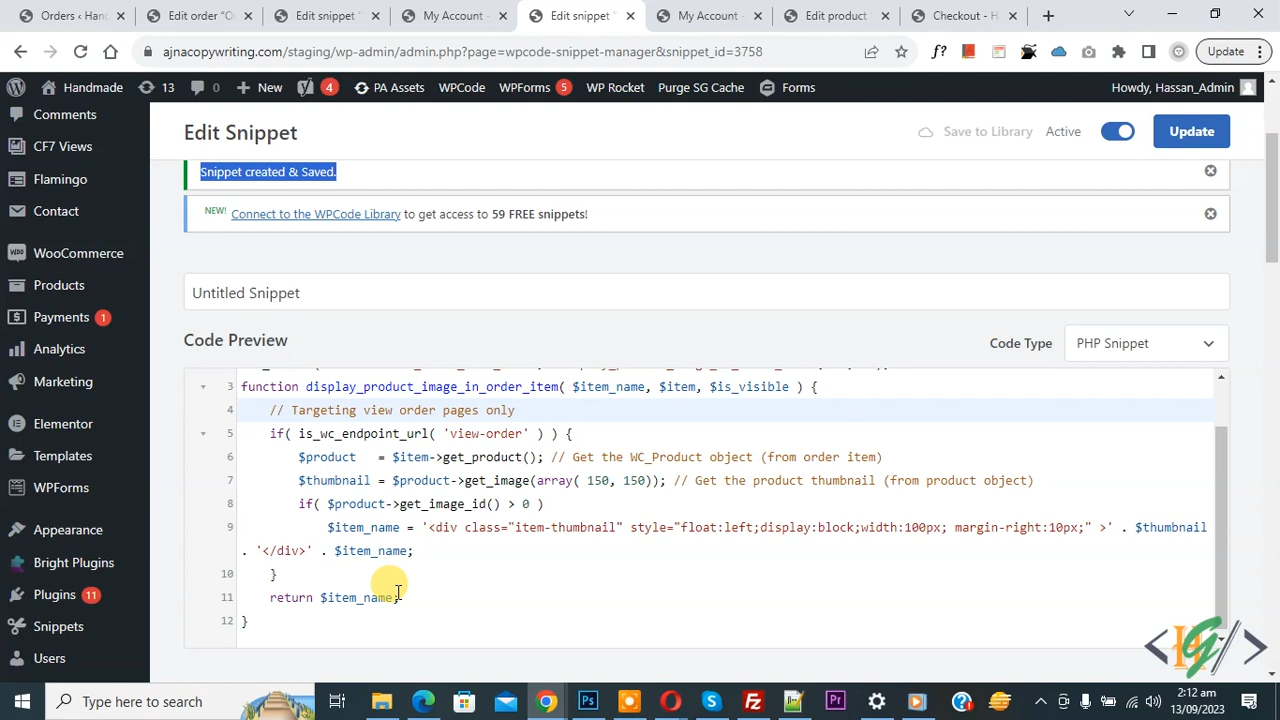 Orders ‹ Han
Edit order "O
Edit snippet "
My Account -
Edit snippet "
My Account -
Edit product
Checkout - H
ajnacopywriting.com/staging/wp-admin/admin.php?page=wpcode-snippet-manager&snippet_id=3758
f?
Update
Handmade
13
0
New
4
PA Assets
WPCode
WPForms 5
WP Rocket
Purge SG Cache
Forms
Howdy, Hassan_Admin
Comments
CF7 Views
Flamingo
Contact
WooCommerce
Products
Payments 1
Analytics
Marketing
Elementor
Templates
WPForms
Appearance
Bright Plugins
Plugins 11
Snippets
Users
Edit Snippet
Save to Library
Active
Update
Snippet created & Saved.
NEW! Connect to the WPCode Library to get access to 59 FREE snippets!
Untitled Snippet
Code Preview
Code Type
PHP Snippet
3 function display_product_image_in_order_item( $item_name, $item, $is_visible ) {
4 // Targeting view order pages only
5 if( is_wc_endpoint_url( 'view-order' ) ) {
6 $product = $item->get_product(); // Get the WC_Product object (from order item)
7 $thumbnail = $product->get_image(array( 150, 150)); // Get the product thumbnail (from product object)
8 if( $product->get_image_id() > 0 )
9 $item_name = '<div class="item-thumbnail" style="float:left;display:block;width:100px; margin-right:10px;" >' . $thumbnail
. '</div>' . $item_name;
10 }
11 return $item_name;
12 }
Type here to search
2:12 am
13/09/2023